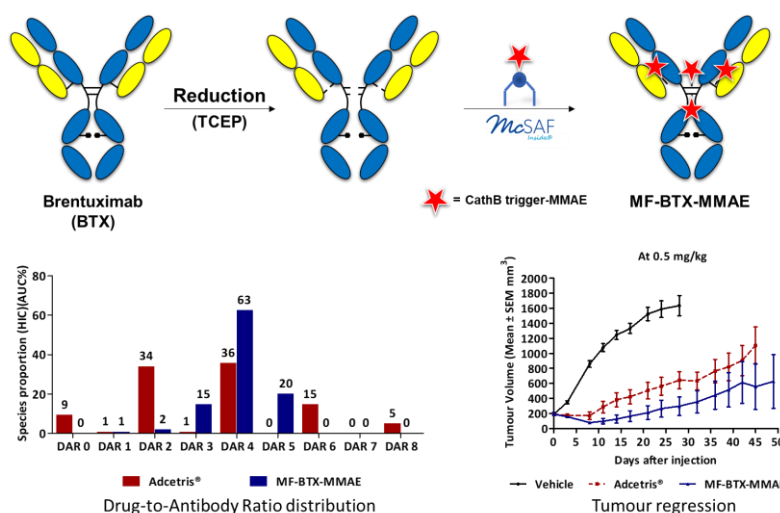 Reduction
(TCEP)
McSAF
Inside®
Brentuximab
(BTX)
= CathB trigger-MMAE
MF-BTX-MMAE
Species proportion (HIC)(AUC%)
80
60
40
20
0
9
0
1
1
34
2
1
15
36
63
0
20
15
0
0
0
5
0
DAR 0
DAR 1
DAR 2
DAR 3
DAR 4
DAR 5
DAR 6
DAR 7
DAR 8
Adcetris®
MF-BTX-MMAE
Drug-to-Antibody Ratio distribution
At 0.5 mg/kg
Tumour Volume (Mean ± SEM mm³)
2000
1800
1600
1400
1200
1000
800
600
400
200
0
0
5
10
15
20
25
30
35
40
45
50
Days after injection
Vehicle
Adcetris®
MF-BTX-MMAE
Tumour regression